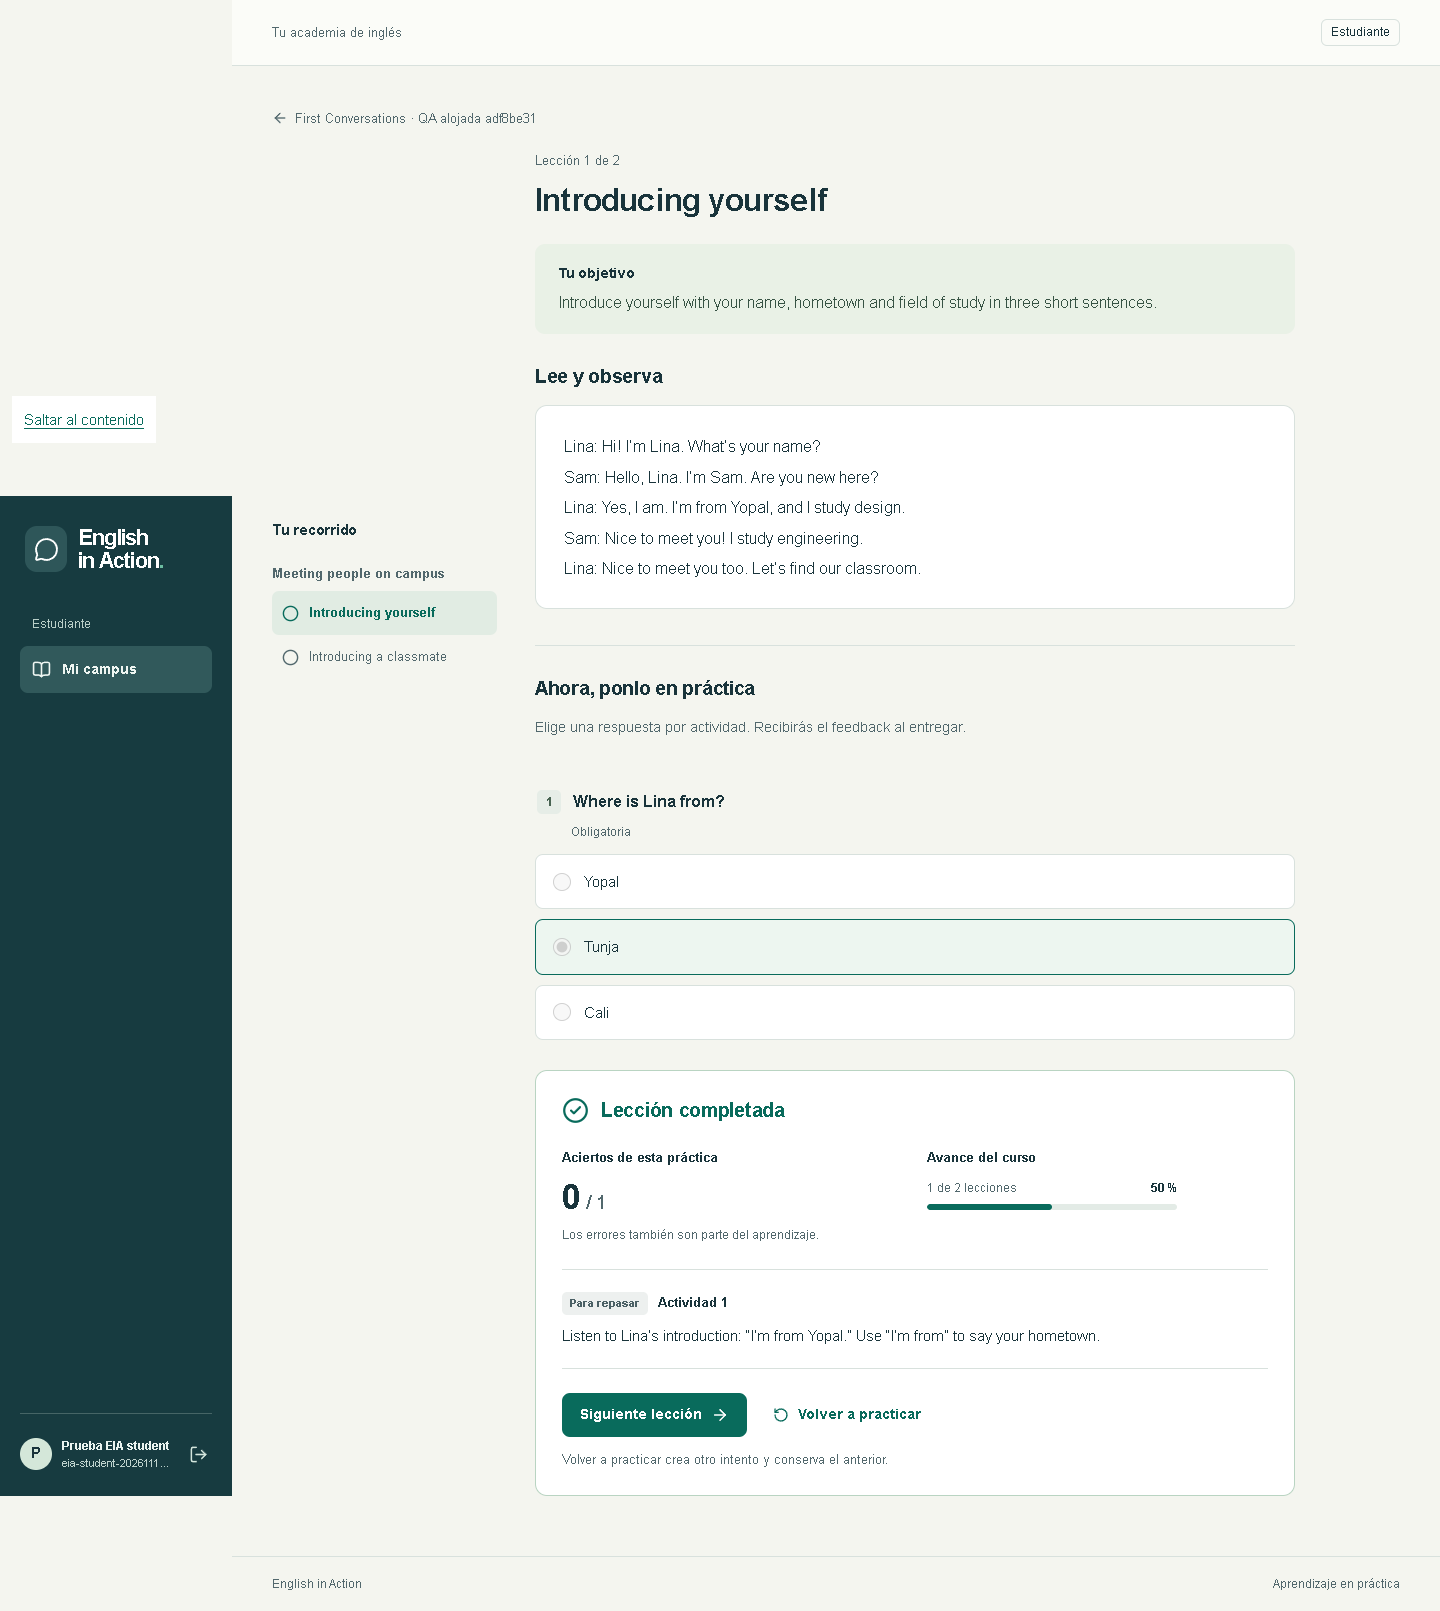 Tu academia de inglés
Estudiante
First Conversations · QA alojada adf8be31
Lección 1 de 2
Introducing yourself
Tu objetivo
Introduce yourself with your name, hometown and field of study in three short sentences.
Lee y observa
Saltar al contenido
Lina: Hi! I'm Lina. What's your name?
Sam: Hello, Lina. I'm Sam. Are you new here?
Lina: Yes, I am. I'm from Yopal, and I study design.
Sam: Nice to meet you! I study engineering.
Lina: Nice to meet you too. Let's find our classroom.
English
in Action.
Estudiante
Mi campus
Tu recorrido
Meeting people on campus
Introducing yourself
Introducing a classmate
Ahora, ponlo en práctica
Elige una respuesta por actividad. Recibirás el feedback al entregar.
1 Where is Lina from?
Obligatoria
Yopal
Tunja
Cali
Lección completada
Aciertos de esta práctica
0 / 1
Los errores también son parte del aprendizaje.
Avance del curso
1 de 2 lecciones 50 %
Para repasar Actividad 1
Listen to Lina's introduction: "I'm from Yopal." Use "I'm from" to say your hometown.
Siguiente lección
Volver a practicar
Volver a practicar crea otro intento y conserva el anterior.
P
Prueba EIA student
eia-student-2026111...
English in Action
Aprendizaje en práctica